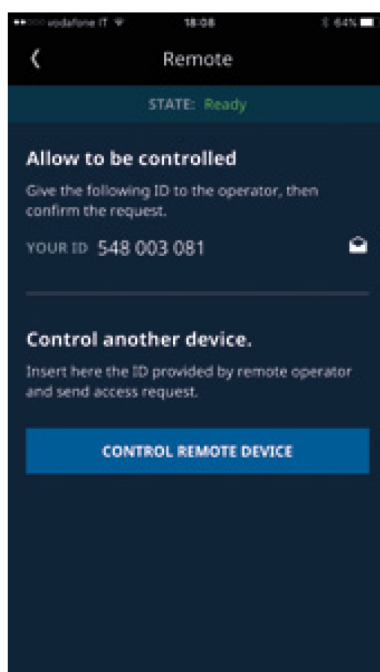 vodafone IT 18:08 64%
Remote
STATE: Ready
Allow to be controlled
Give the following ID to the operator, then
confirm the request.
YOUR ID 548 003 081
Control another device.
Insert here the ID provided by remote operator
and send access request.
CONTROL REMOTE DEVICE